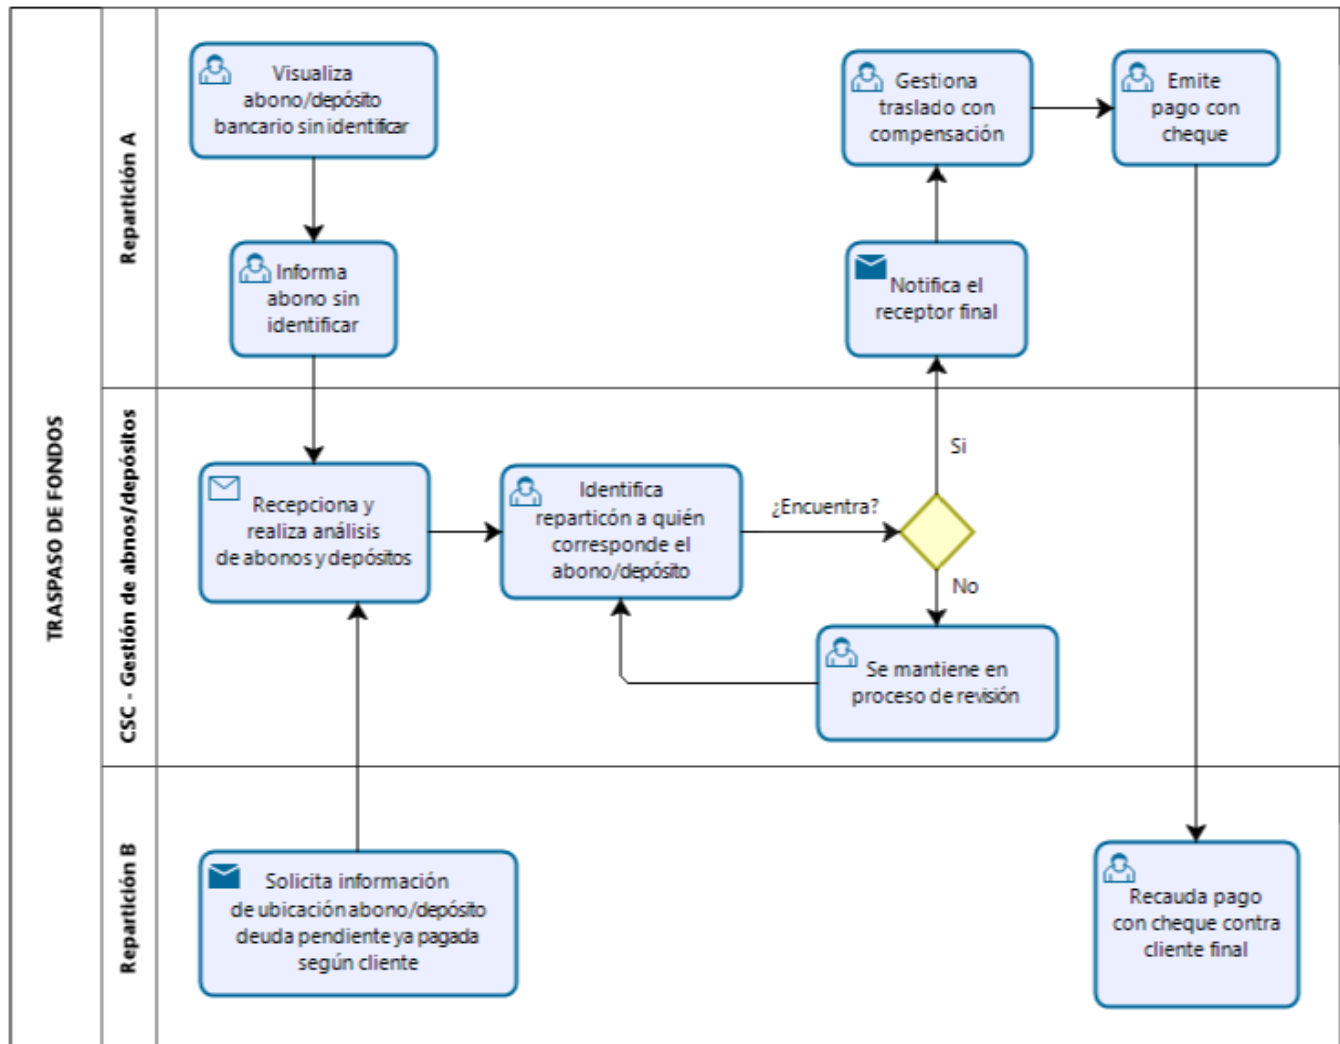 TRASPASO DE FONDOS
Repartición A
Visualiza
abono/depósito
bancario sin identificar
Informa
abono sin
identificar
Gestiona
traslado con
compensación
Emite
pago con
cheque
Notifica el
receptor final
CSC - Gestión de abnos/depósitos
Recepciona y
realiza análisis
de abonos y depósitos
Identifica
reparticón a quién
corresponde el
abono/depósito
¿Encuentra?
Si
No
Se mantiene en
proceso de revisión
Repartición B
Solicita información
de ubicación abono/depósito
deuda pendiente ya pagada
según cliente
Recauda pago
con cheque contra
cliente final